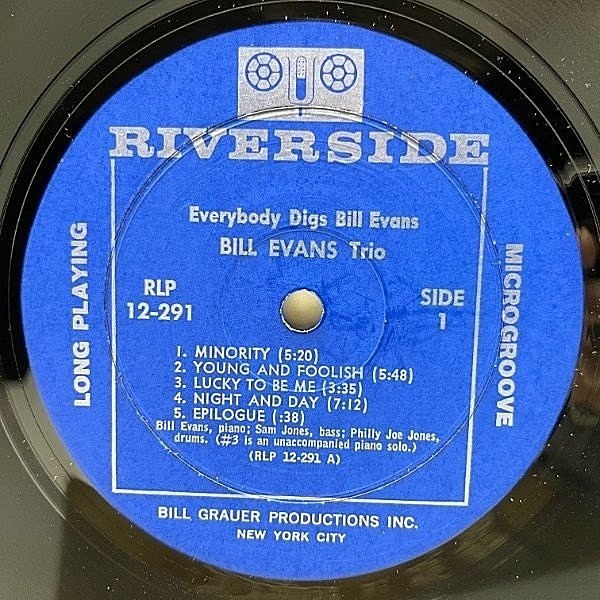 RIVERSIDE
Everybody Digs Bill Evans
BILL EVANS Trio
RLP
12-291
SIDE
1
LONG PLAYING
MICROGROOVE
1. MINORITY (5:20)
2. YOUNG AND FOOLISH (5:48)
3. LUCKY TO BE ME (3:35)
4. NIGHT AND DAY (7:12)
5. EPILOGUE (:38)
Bill Evans, piano; Sam Jones, bass; Philly Joe Jones,
drums. (#3 is an unaccompanied piano solo.)
(RLP 12-291 A)
BILL GRAUER PRODUCTIONS INC.
NEW YORK CITY